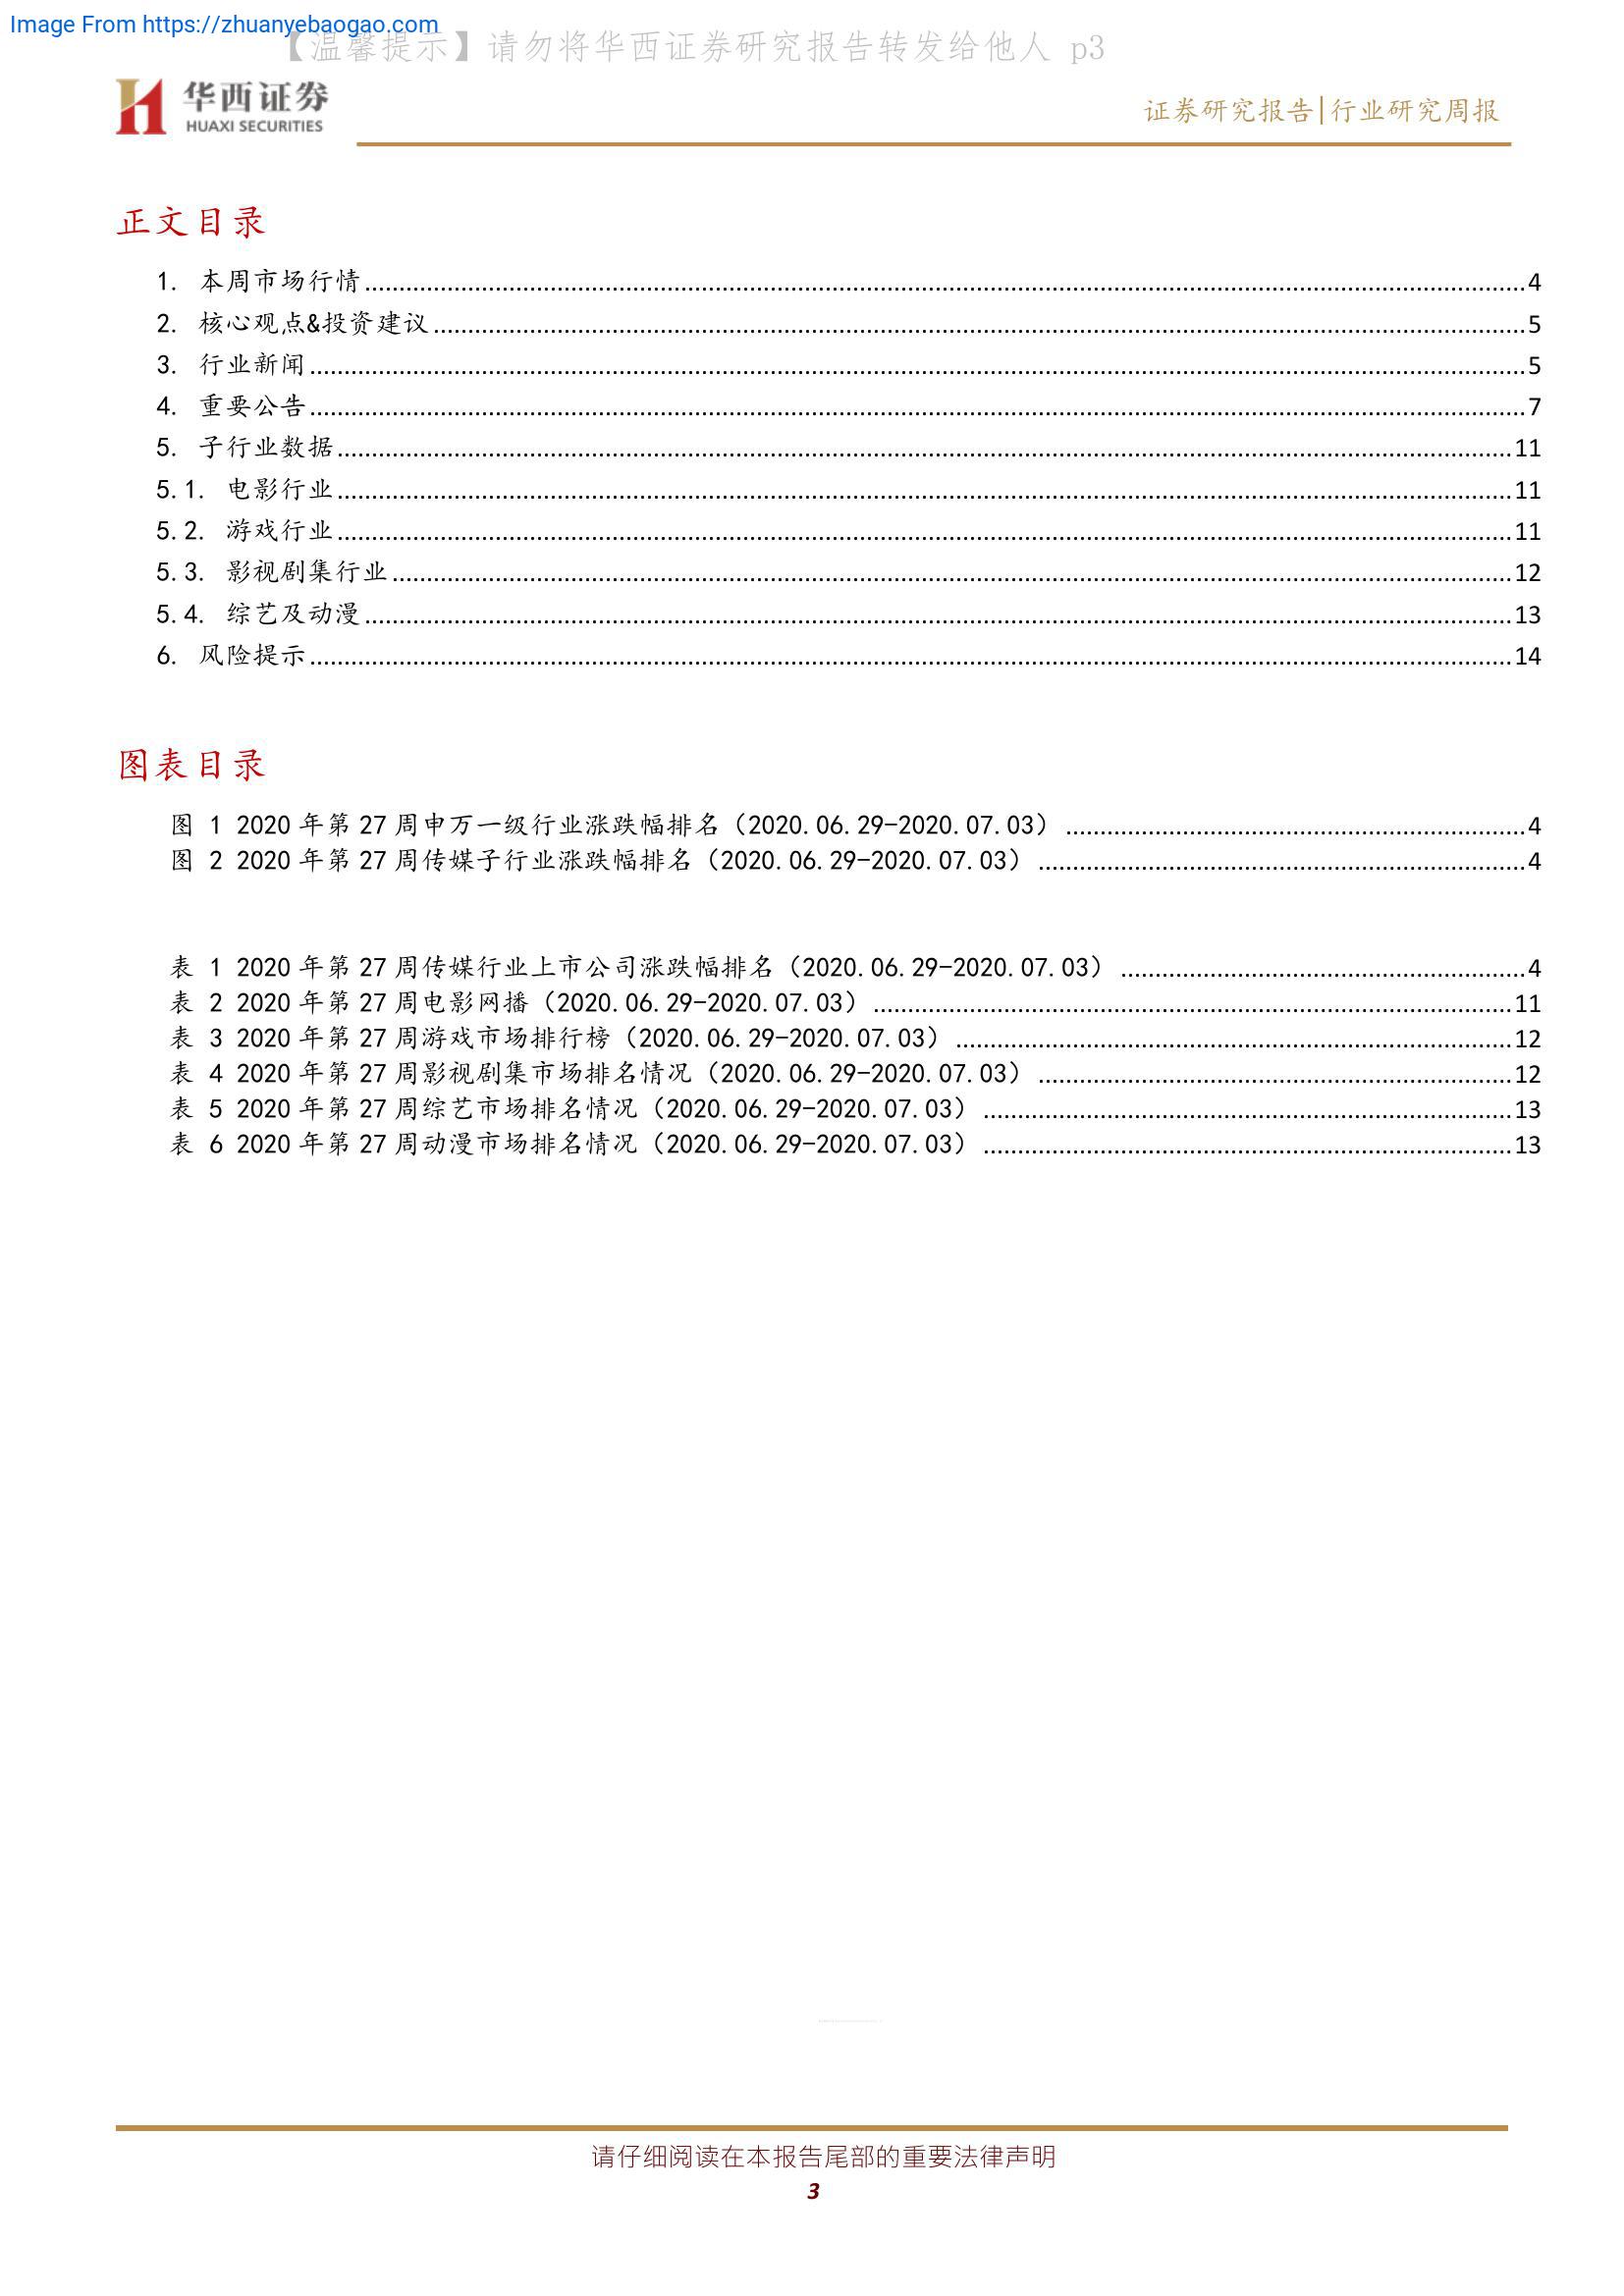 Image From https://zhuanyebaogao.com
【温馨提示】请勿将华西证券研究报告转发给他人 p3
华西证券
HUAXI SECURITIES
证券研究报告|行业研究周报
正文目录
1. 本周市场行情 4
2. 核心观点&投资建议 5
3. 行业新闻 5
4. 重要公告 7
5. 子行业数据 11
5.1. 电影行业 11
5.2. 游戏行业 11
5.3. 影视剧集行业 12
5.4. 综艺及动漫 13
6. 风险提示 14
图表目录
图 1 2020 年第 27 周申万一级行业涨跌幅排名（2020.06.29-2020.07.03） 4
图 2 2020 年第 27 周传媒子行业涨跌幅排名（2020.06.29-2020.07.03） 4
表 1 2020 年第 27 周传媒行业上市公司涨跌幅排名（2020.06.29-2020.07.03） 4
表 2 2020 年第 27 周电影网播（2020.06.29-2020.07.03） 11
表 3 2020 年第 27 周游戏市场排行榜（2020.06.29-2020.07.03） 12
表 4 2020 年第 27 周影视剧集市场排名情况（2020.06.29-2020.07.03） 12
表 5 2020 年第 27 周综艺市场排名情况（2020.06.29-2020.07.03） 13
表 6 2020 年第 27 周动漫市场排名情况（2020.06.29-2020.07.03） 13
请仔细阅读在本报告尾部的重要法律声明
3